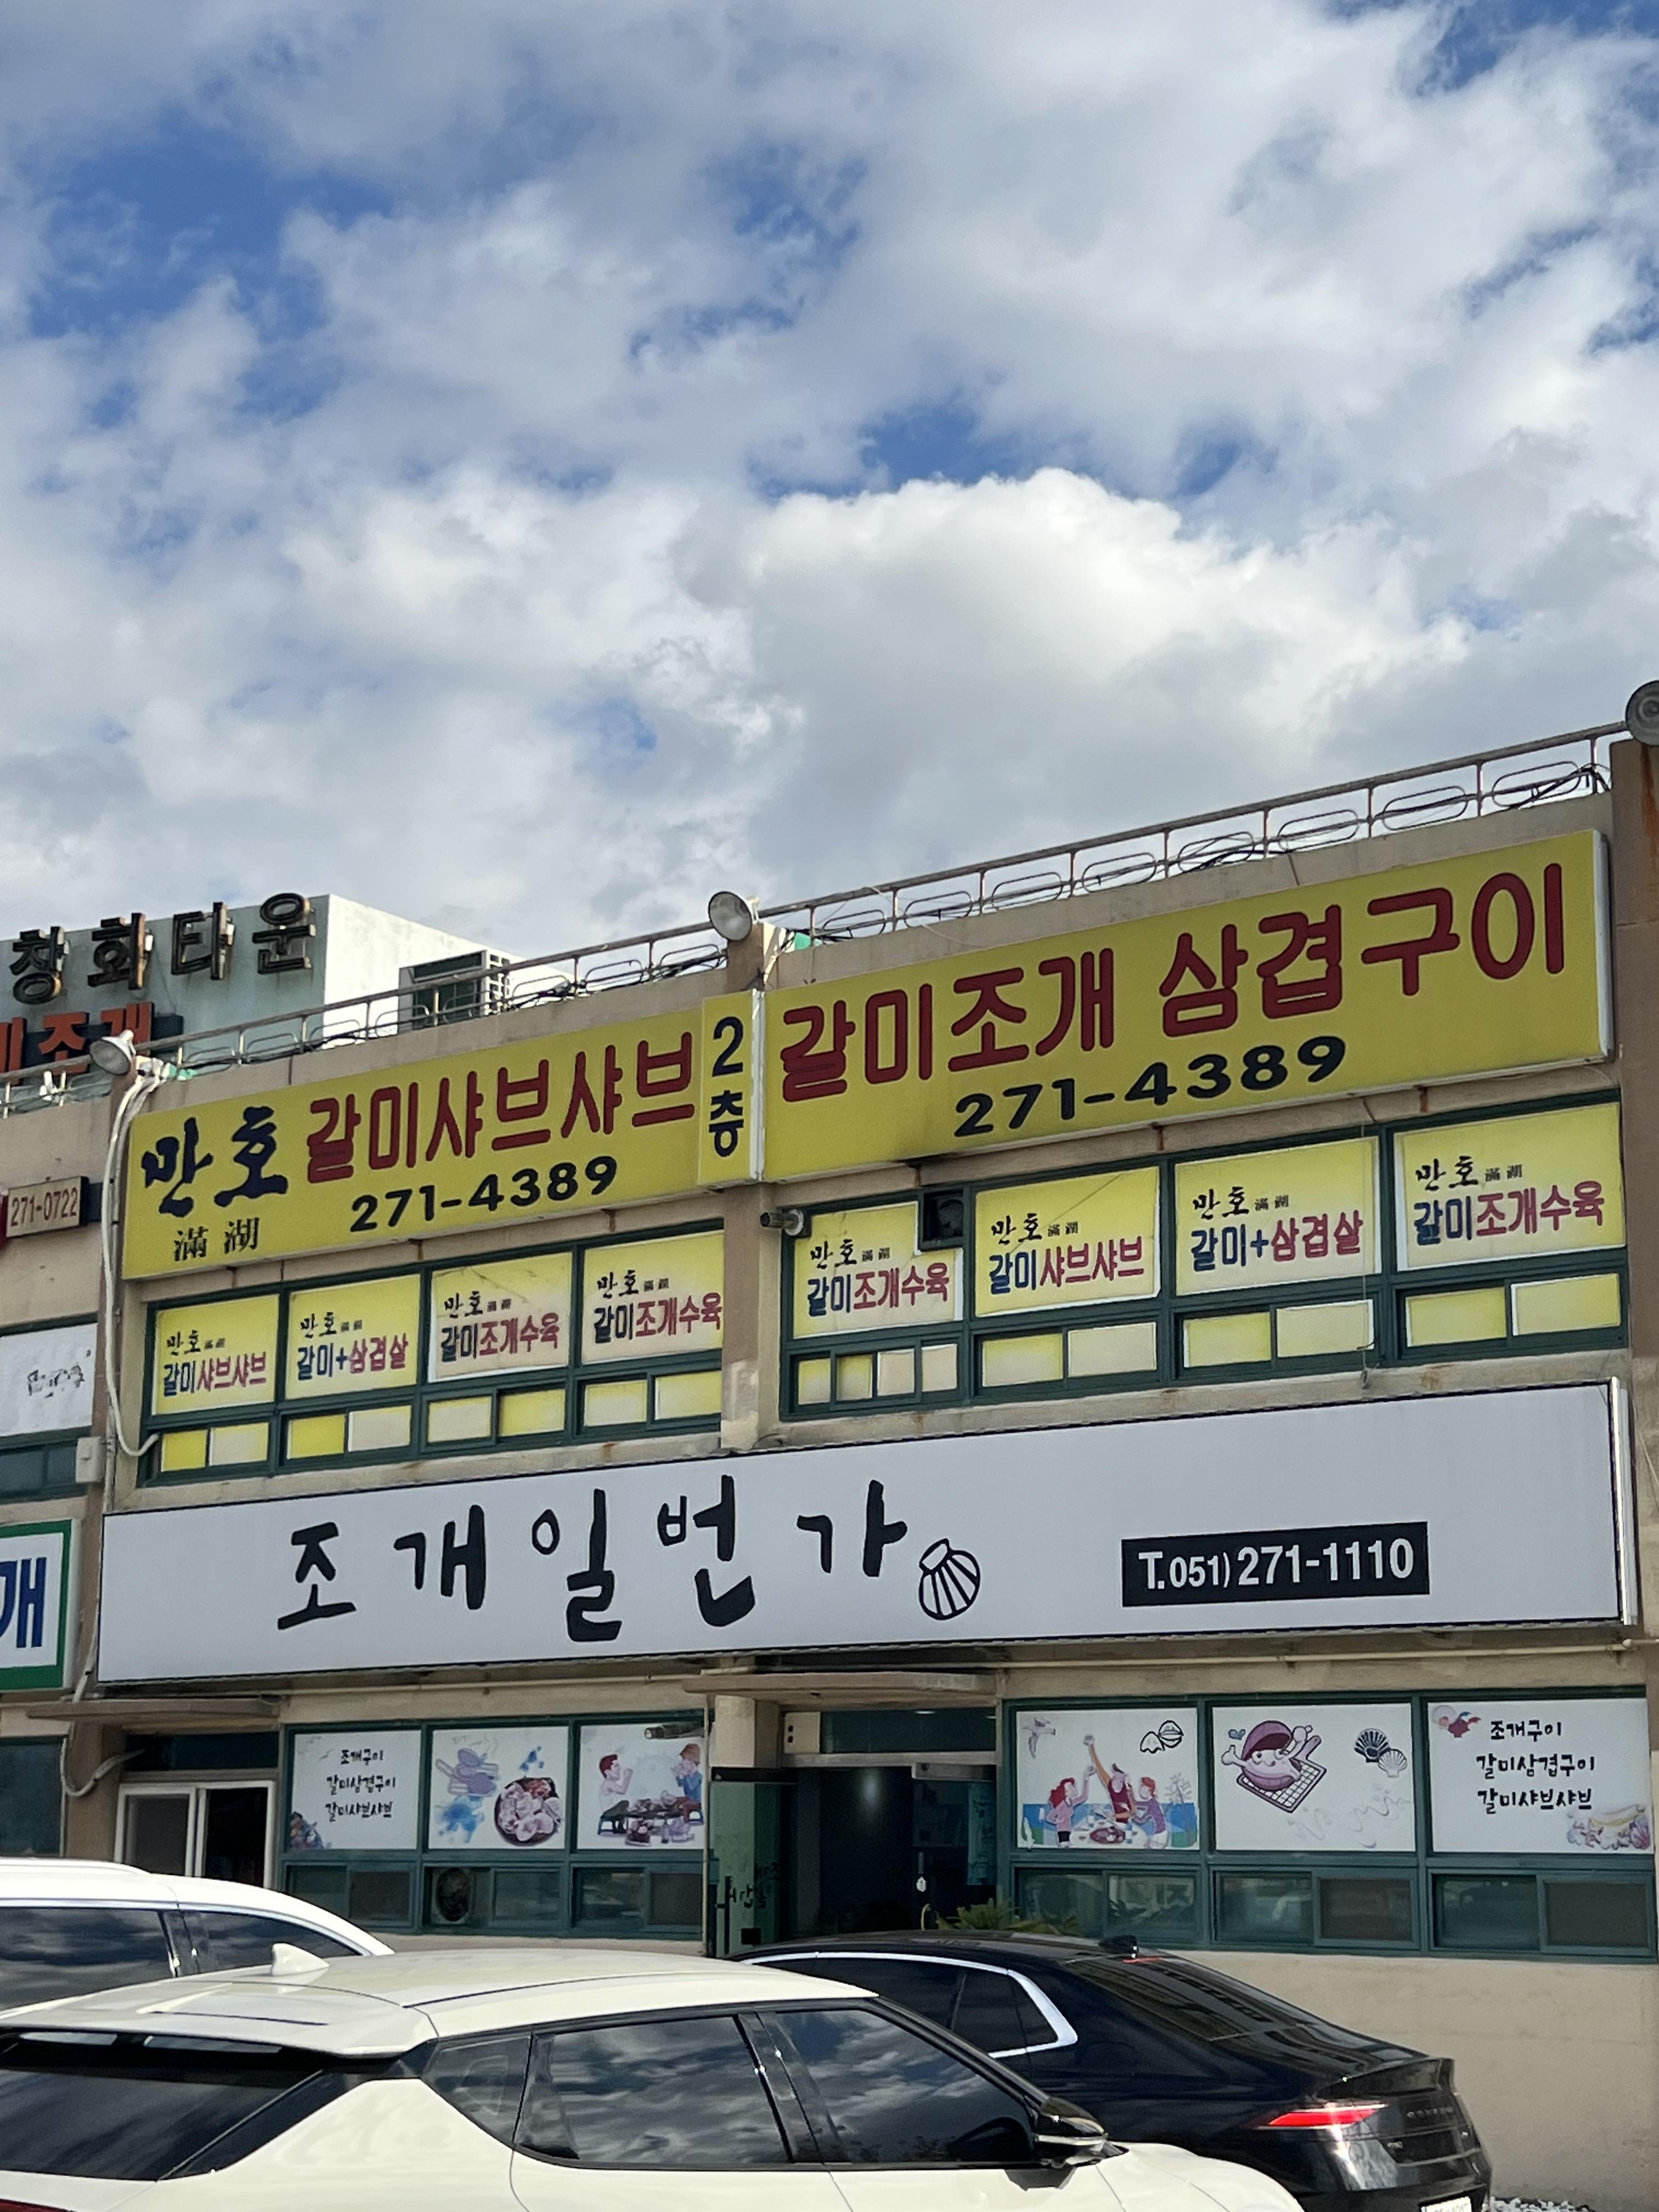 창화타운
조개
271-0722
만호 갈미샤브샤브
滿湖 271-4389
2층
갈미조개 삼겹구이
271-4389
만호 滿湖
갈미샤브샤브
만호 滿湖
갈미+삼겹살
만호 滿湖
갈미조개수육
만호 滿湖
갈미조개수육
만호 滿湖
갈미조개수육
만호 滿湖
갈미샤브샤브
만호 滿湖
갈미+삼겹살
만호 滿湖
갈미조개수육
개
조개일번가
T.051) 271-1110
조개구이
갈미삼겹구이
갈미샤브샤브
조개구이
갈미삼겹구이
갈미샤브샤브